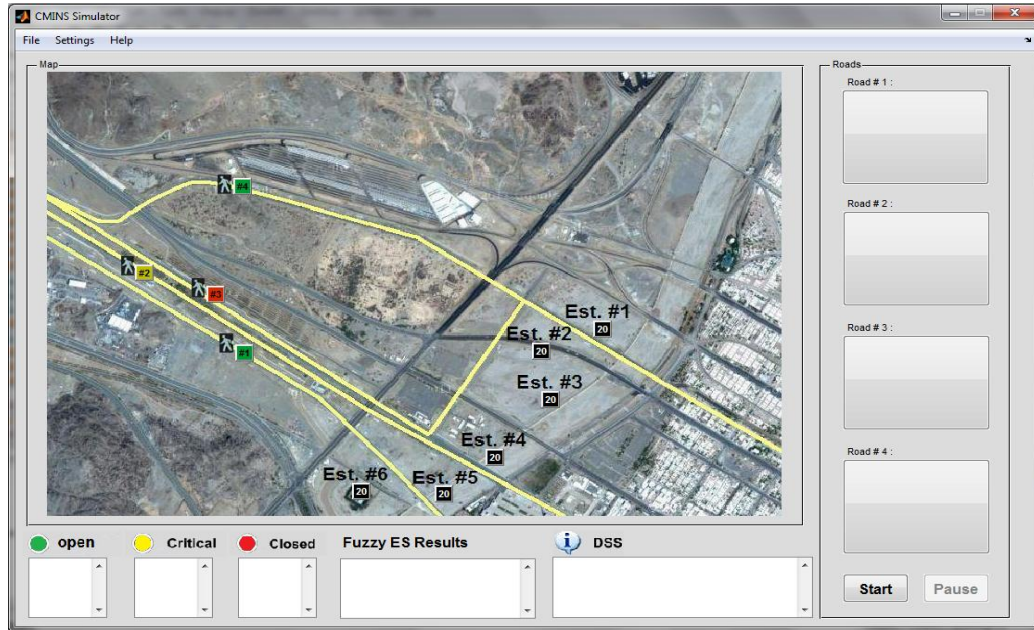 CMINS Simulator
File Settings Help
Map
#4
#2
#3
#1
Est. #1
20
Est. #2
20
Est. #3
20
Est. #4
20
Est. #5
20
Est. #6
20
Roads
Road # 1 :
Road # 2 :
Road # 3 :
Road # 4 :
Start Pause
open Critical Closed Fuzzy ES Results DSS